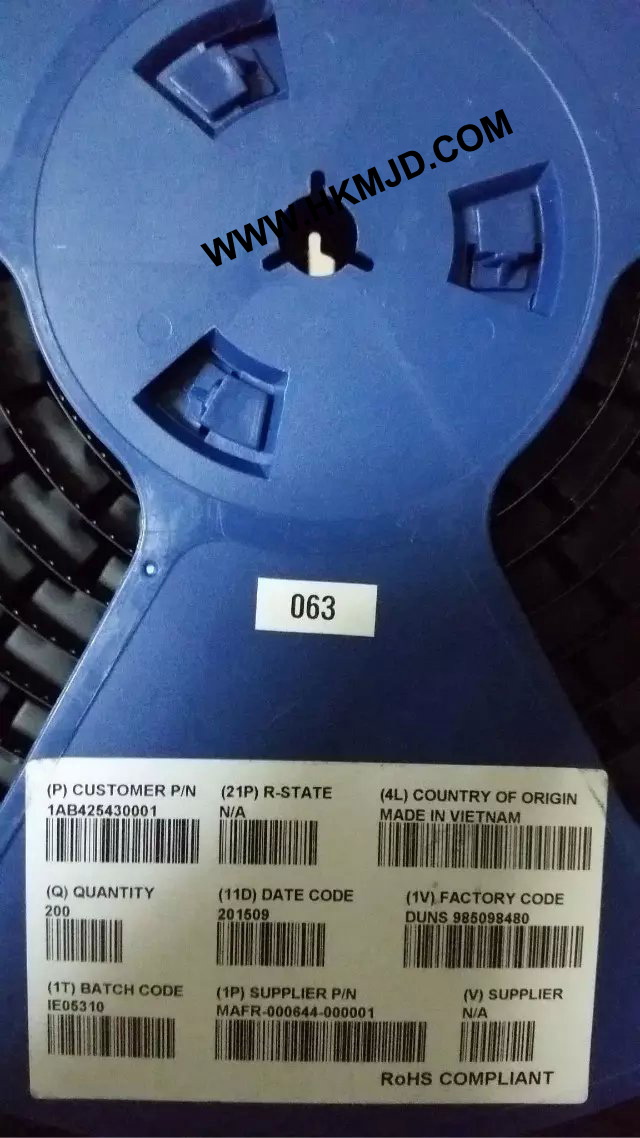 WWW.HKMJD.COM
063
(P) CUSTOMER P/N
1AB425430001
(21P) R-STATE
N/A
(4L) COUNTRY OF ORIGIN
MADE IN VIETNAM
(Q) QUANTITY
200
(11D) DATE CODE
201509
(1V) FACTORY CODE
DUNS 985098480
(1T) BATCH CODE
IE05310
(1P) SUPPLIER P/N
MAFR-000644-000001
(V) SUPPLIER
N/A
RoHS COMPLIANT